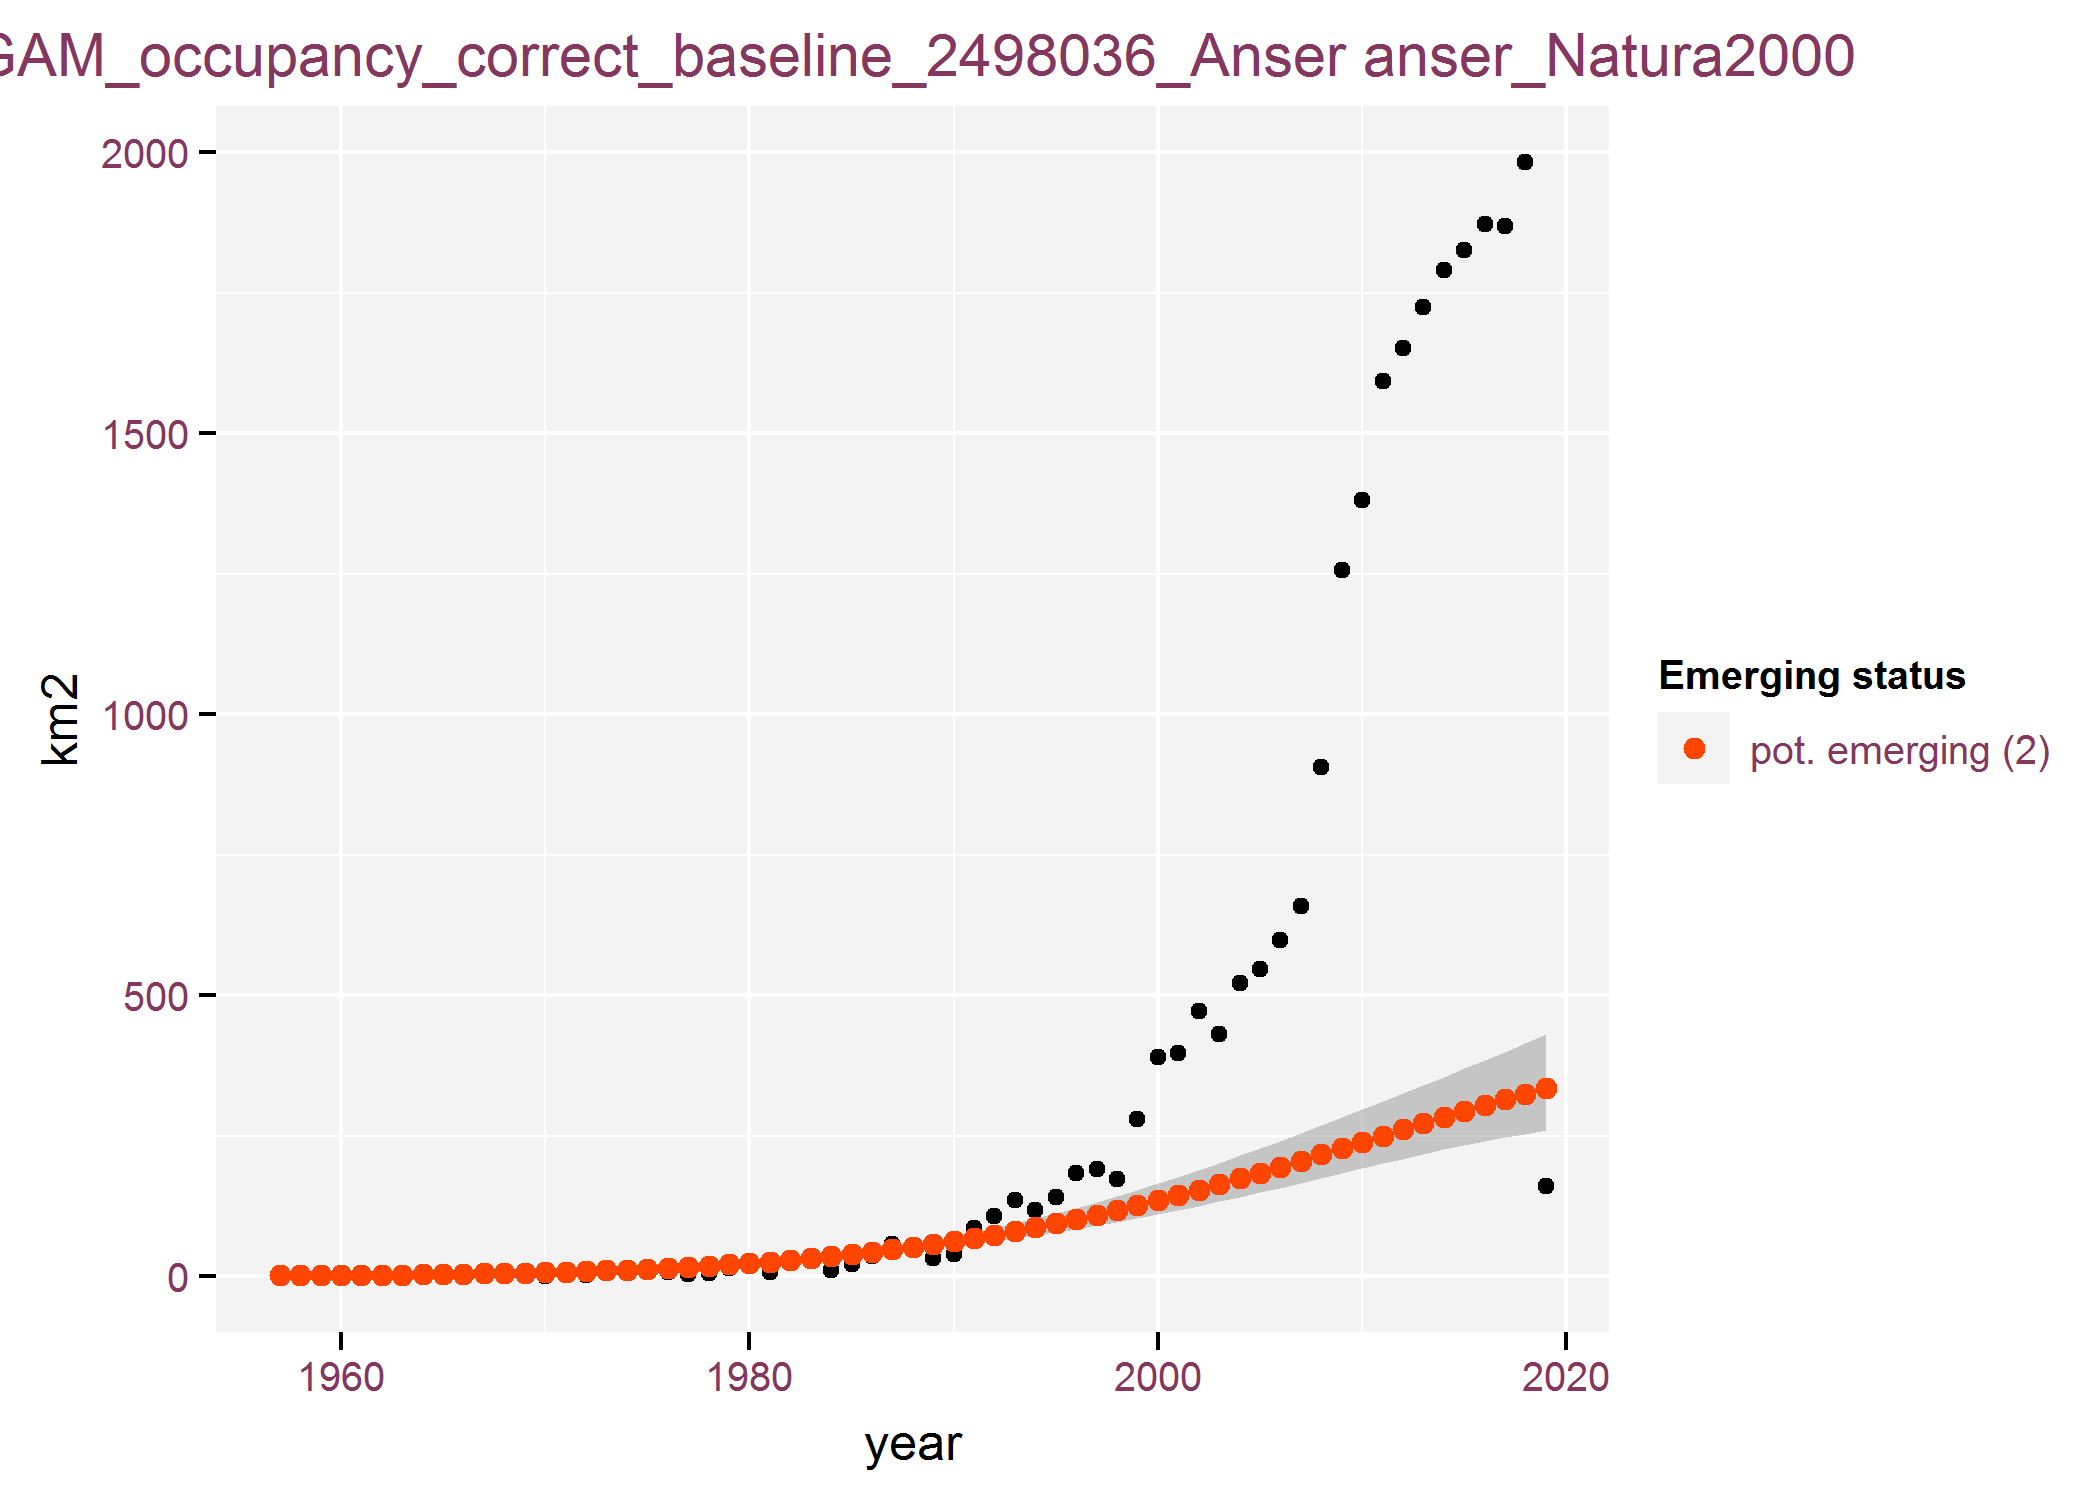 GAM_occupancy_correct_baseline_2498036_Anser anser_Natura2000
2000
1500
1000
500
0
km2
1960
1980
2000
2020
year
Emerging status
pot. emerging (2)